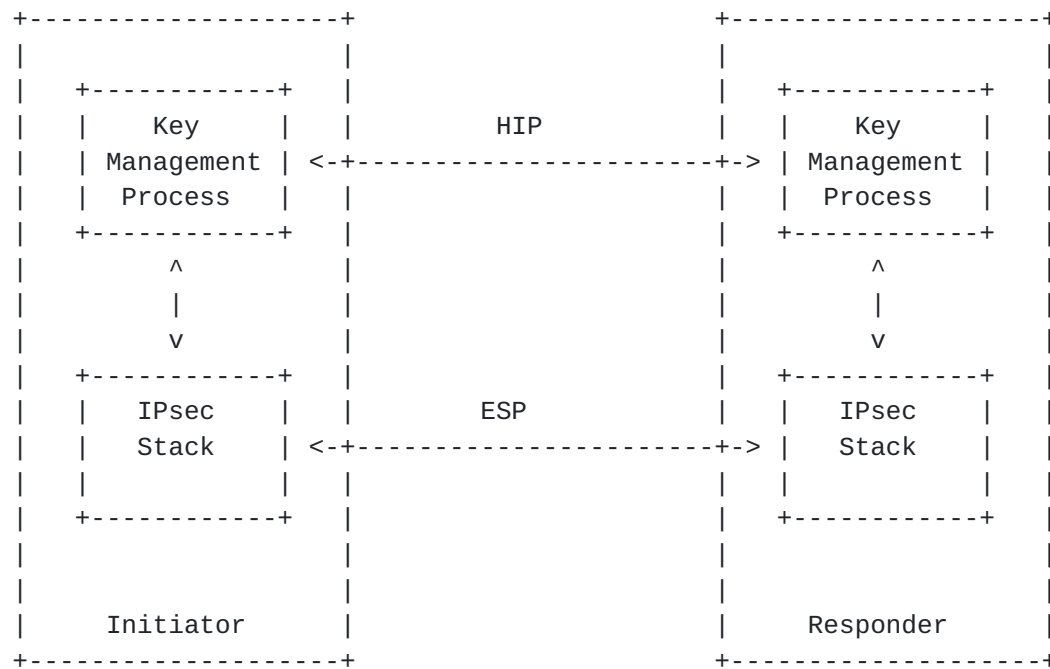 Key HIP Key
Management Management
Process Process
IPsec ESP IPsec
Stack Stack
Initiator Responder